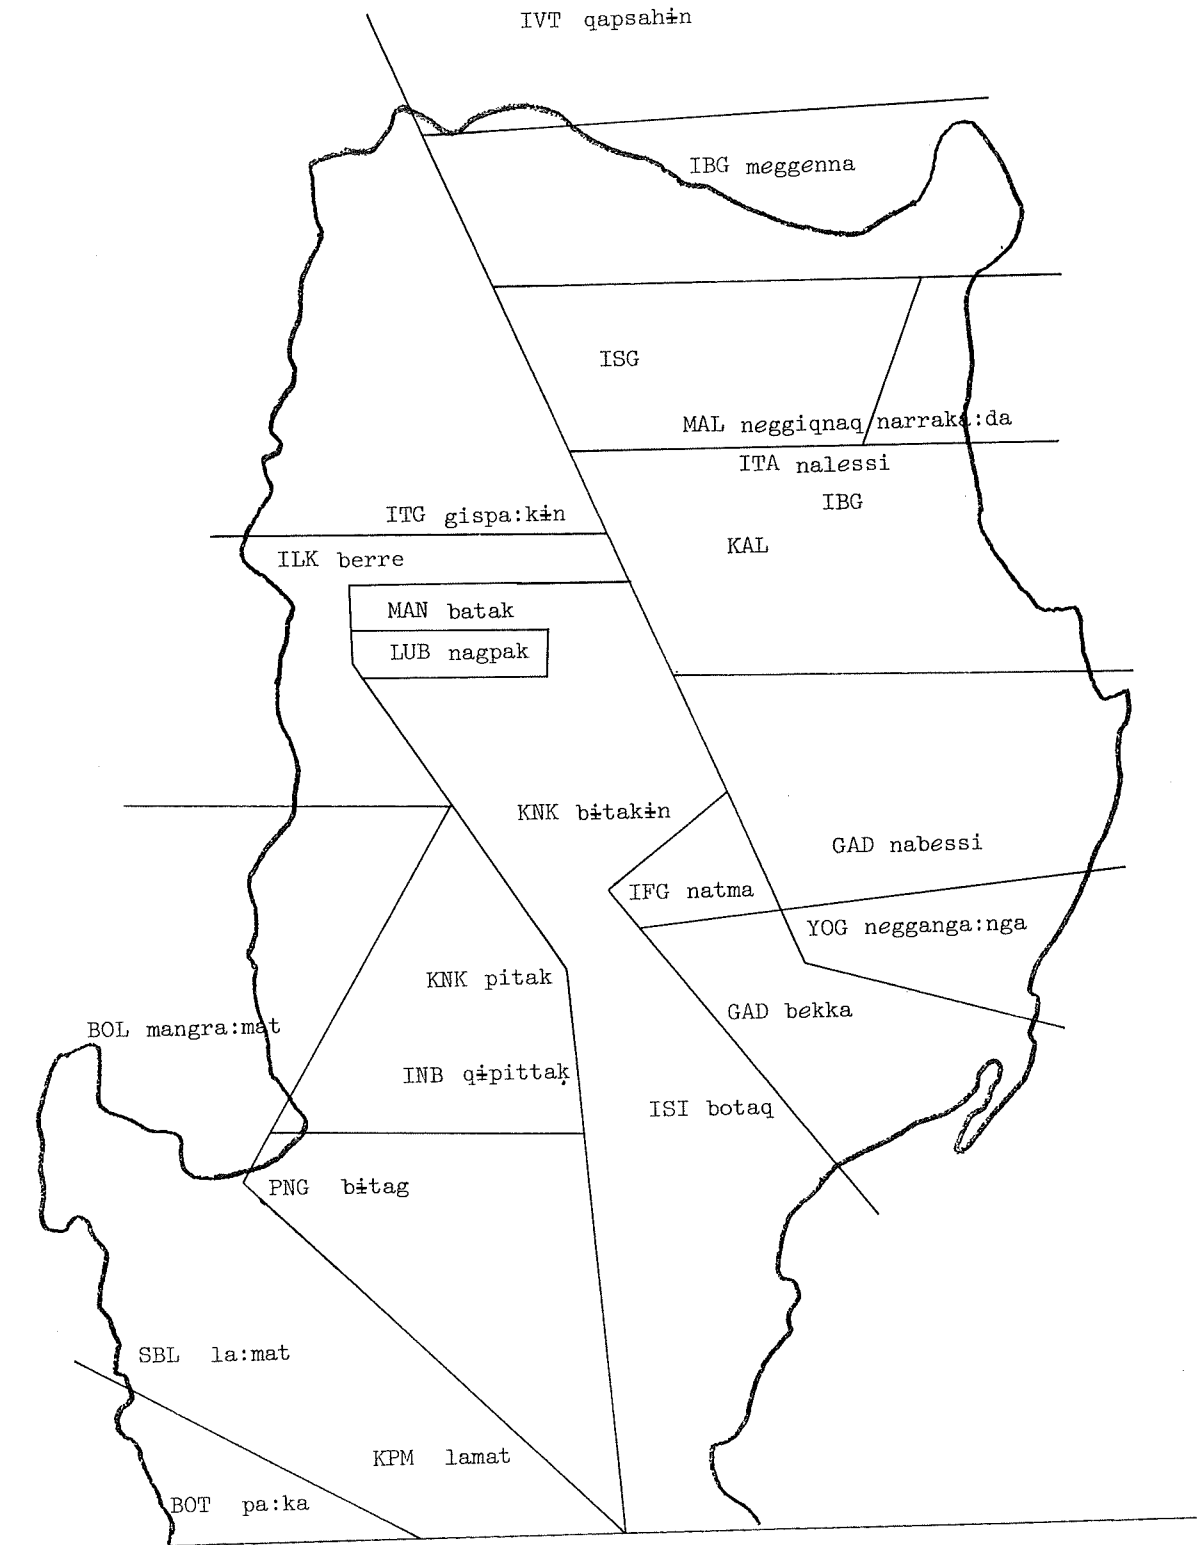 IVT qapsahɨn
IBG meggenna
ISG
MAL neggiqnaq narraka:da
ITA nalessi
IBG
ITG gispa:kɨn
KAL
ILK berre
MAN batak
LUB nagpak
KNK bɨtakɨn
GAD nabessi
IFG natma
YOG negganga:nga
KNK pitak
GAD bekka
BOL mangra:mat
INB qɨpittak
ISI botaq
PNG bɨtag
SBL la:mat
KPM lamat
BOT pa:ka